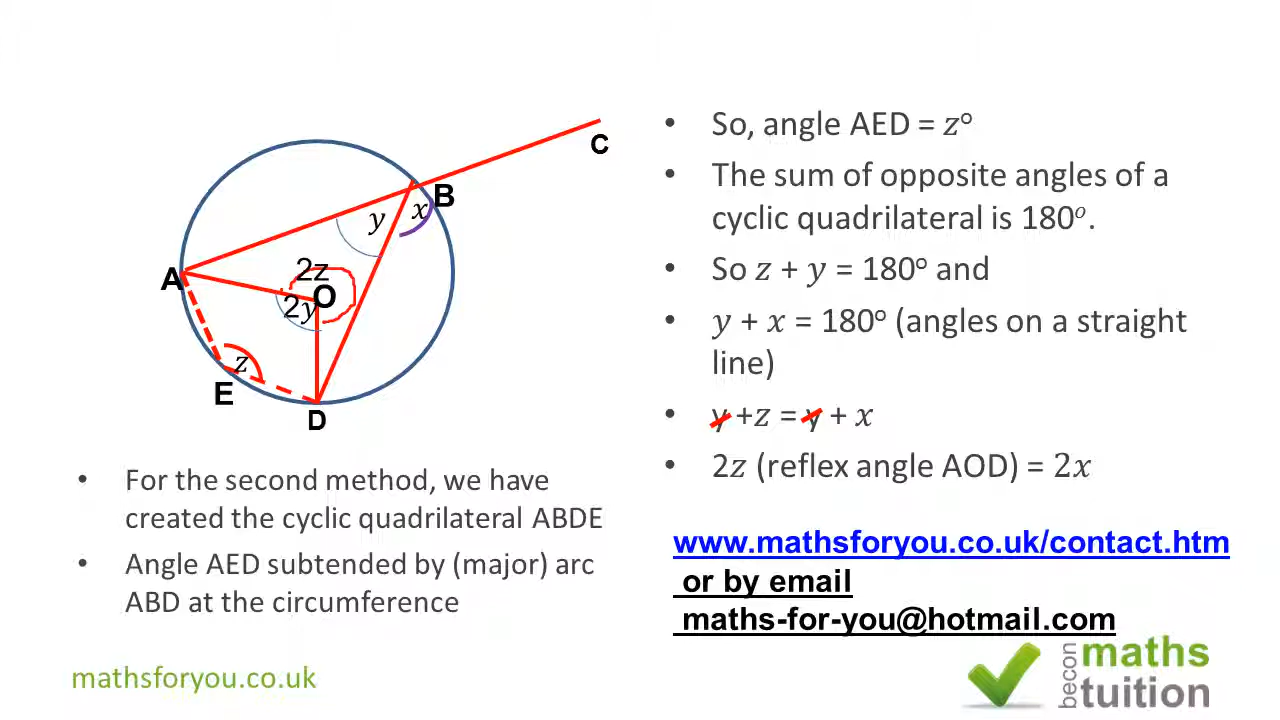 C
B
y
x
A
2z
O
2y
z
E
D
• For the second method, we have
created the cyclic quadrilateral ABDE
• Angle AED subtended by (major) arc
ABD at the circumference
mathsforyou.co.uk
• So, angle AED = z°
• The sum of opposite angles of a
cyclic quadrilateral is 180°.
• So z + y = 180° and
• y + x = 180° (angles on a straight
line)
• y +z = y + x
• 2z (reflex angle AOD) = 2x
www.mathsforyou.co.uk/contact.htm
or by email
maths-for-you@hotmail.com
becon
maths
tuition